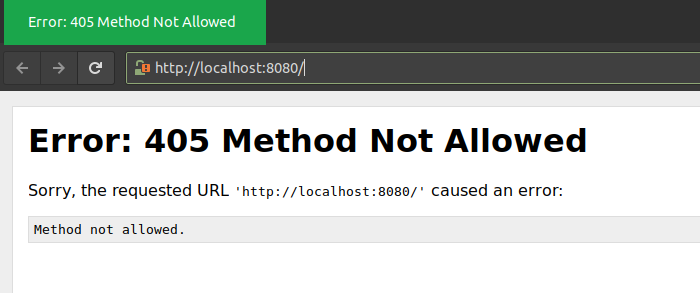 Error: 405 Method Not Allowed
http://localhost:8080/
Error: 405 Method Not Allowed
Sorry, the requested URL 'http://localhost:8080/' caused an error:
Method not allowed.